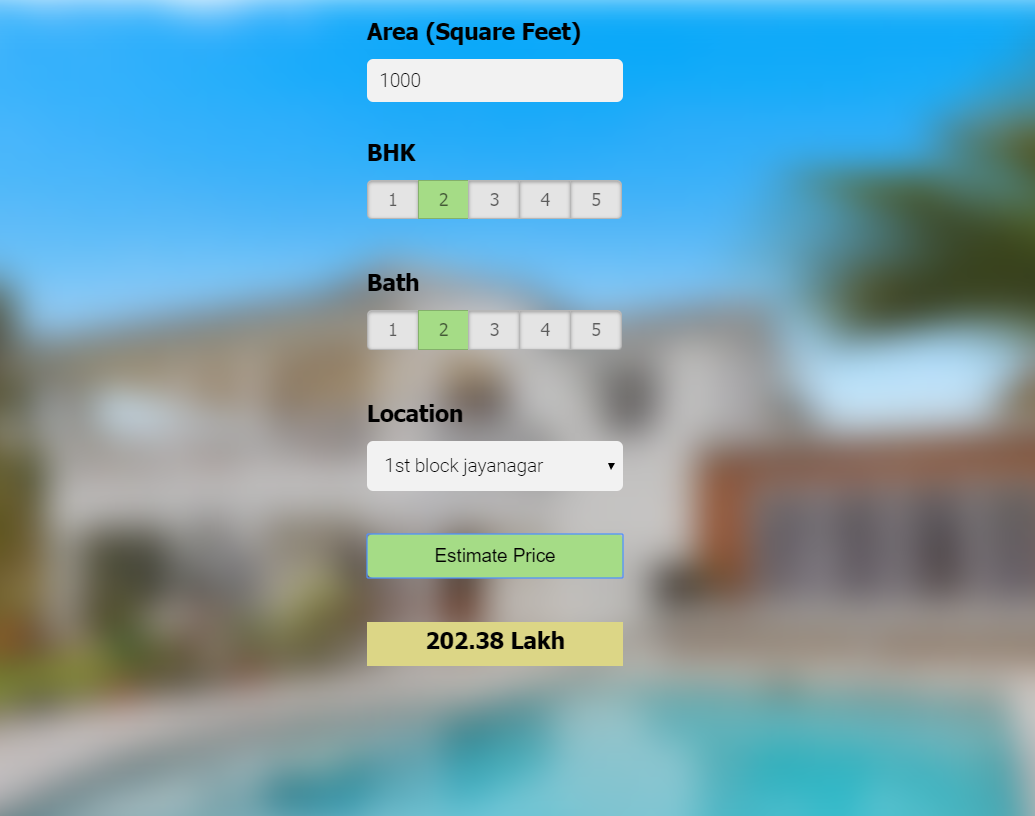 Area (Square Feet)
1000
BHK
1 2 3 4 5
Bath
1 2 3 4 5
Location
1st block jayanagar
Estimate Price
202.38 Lakh